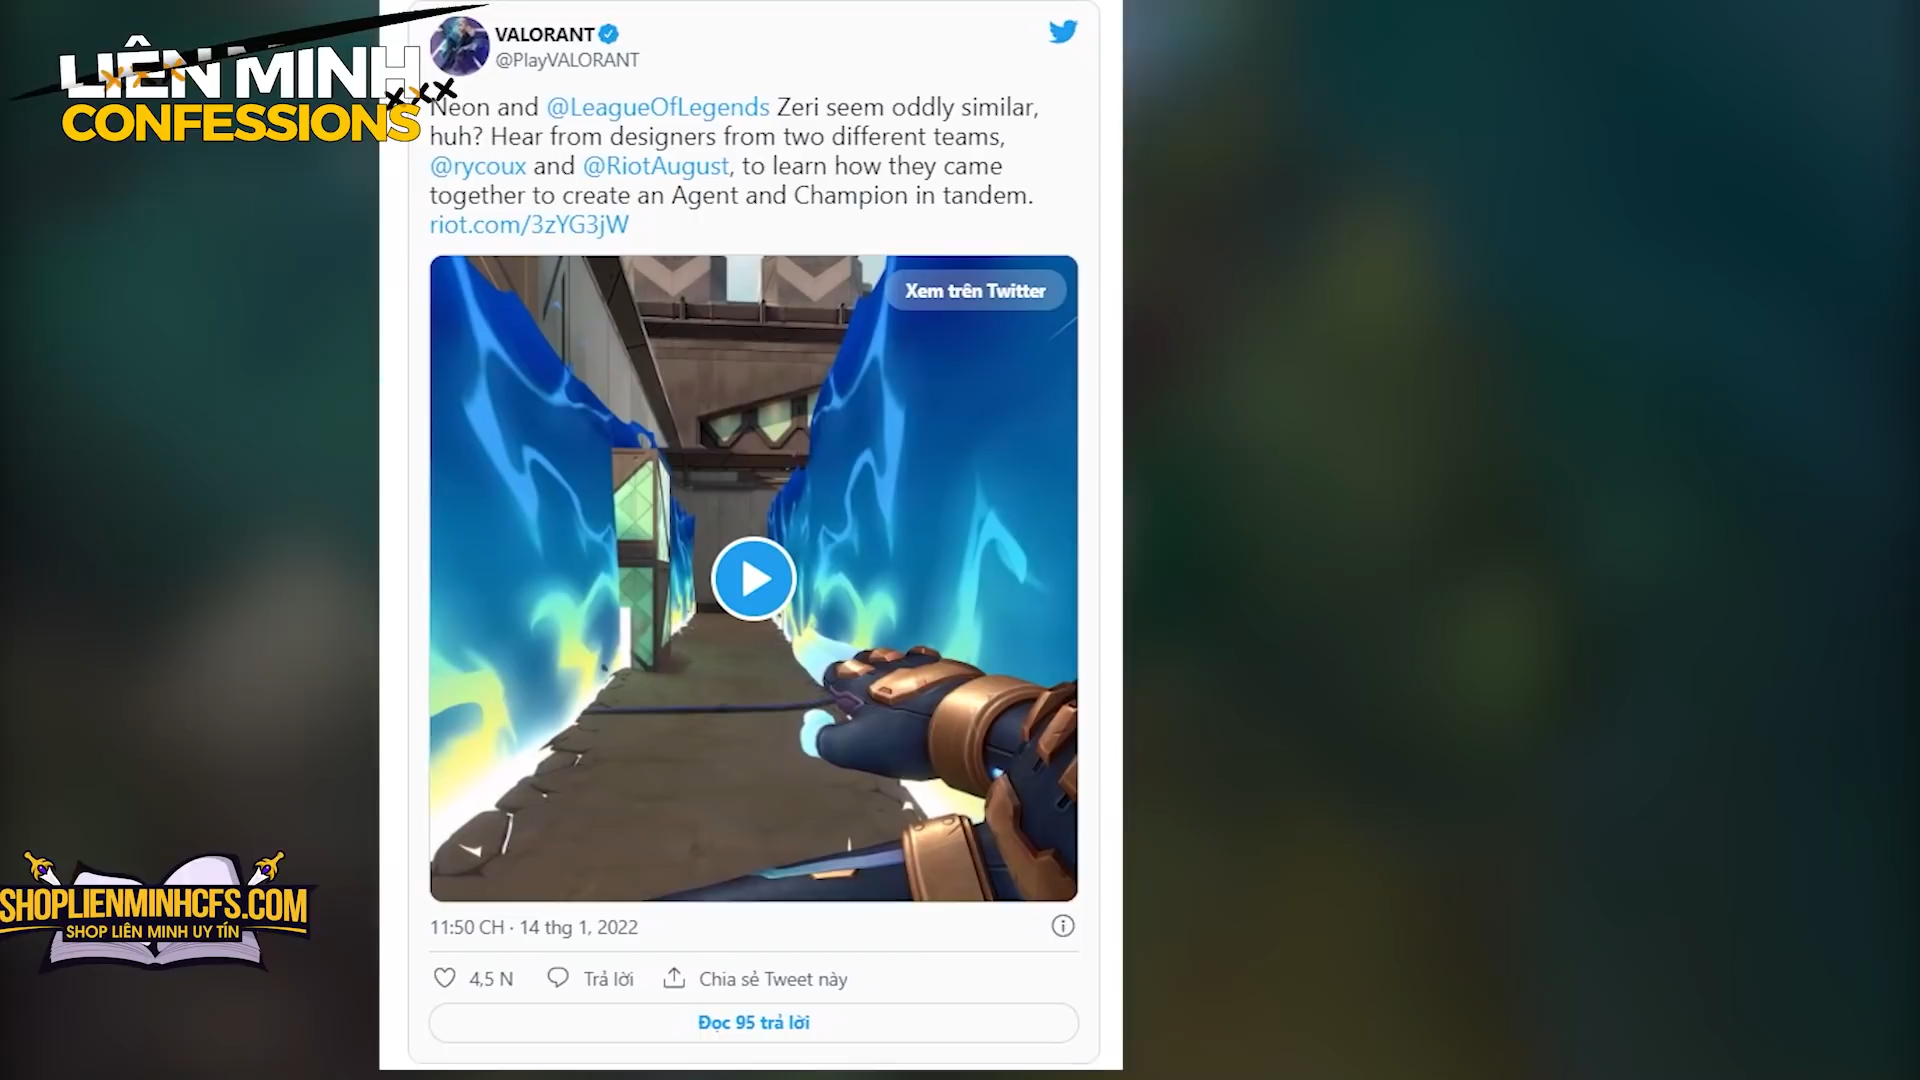 LIÊN MINH
CONFESSIONS
VALORANT
@PlayVALORANT
Neon and @LeagueOfLegends Zeri seem oddly similar,
huh? Hear from designers from two different teams,
@rycoux and @RiotAugust, to learn how they came
together to create an Agent and Champion in tandem.
riot.com/3zYG3jW
Xem trên Twitter
11:50 CH · 14 thg 1, 2022
4,5 N Trả lời Chia sẻ Tweet này
Đọc 95 trả lời
SHOPLIENMINHCFS.COM
SHOP LIÊN MINH UY TÍN